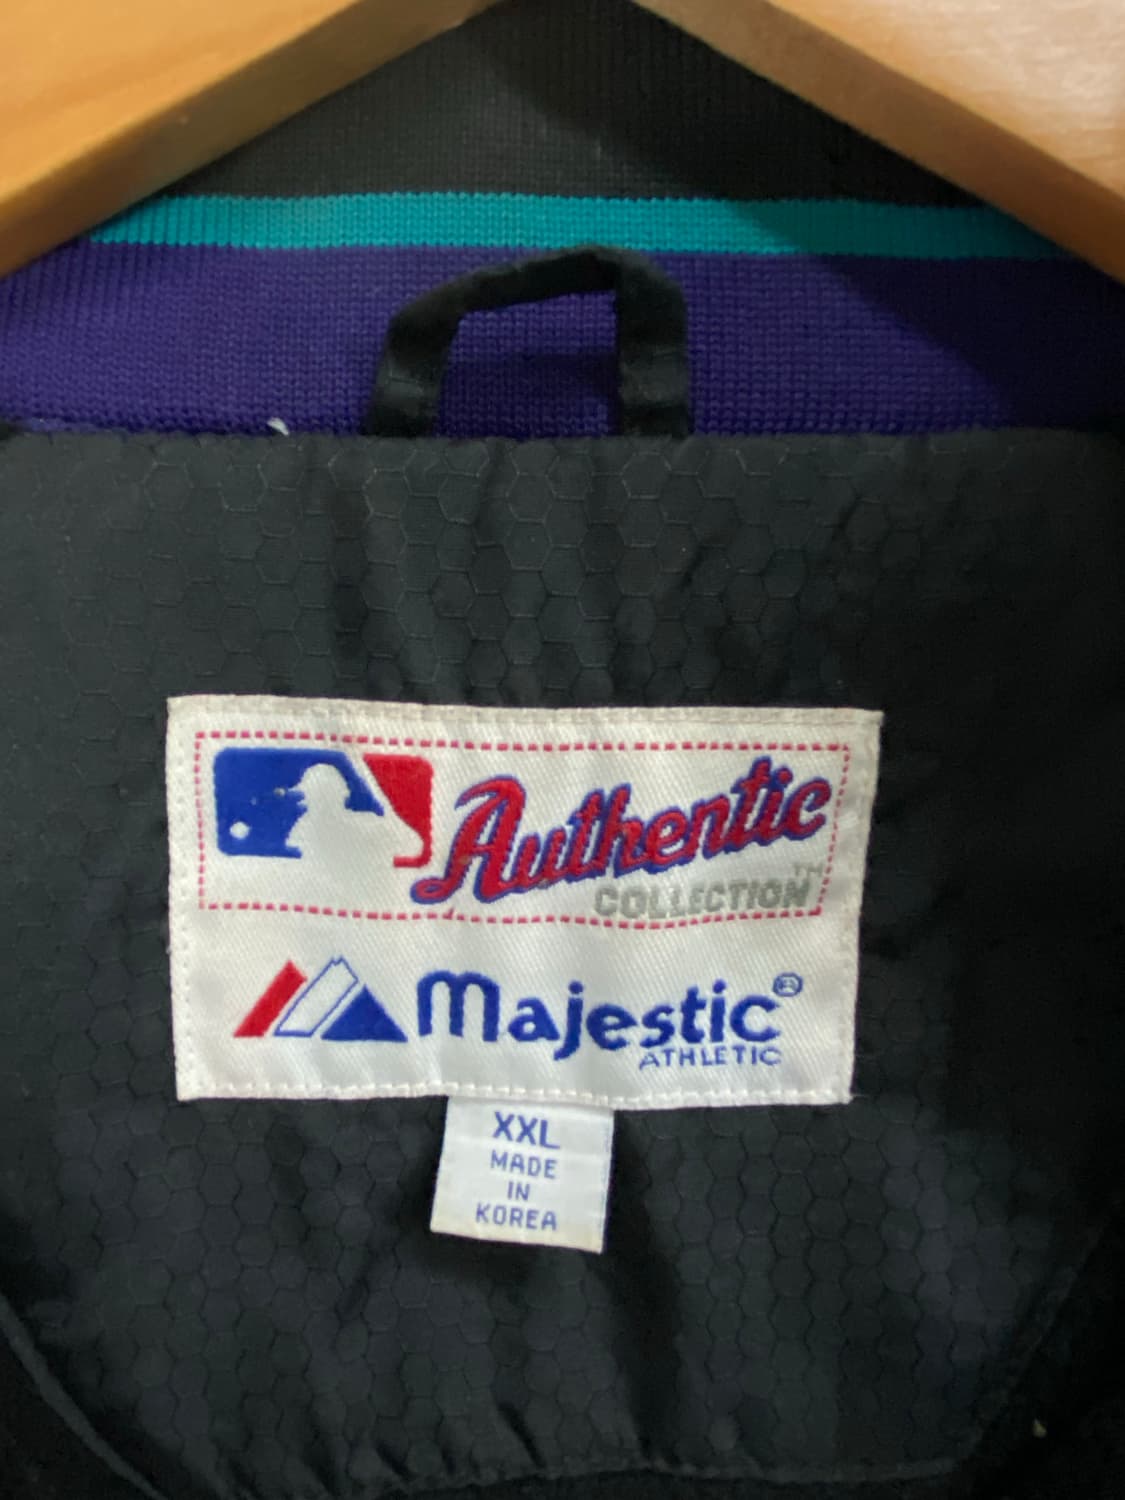 Authentic
COLLECTION™
Majestic®
ATHLETIC
XXL
MADE
IN
KOREA